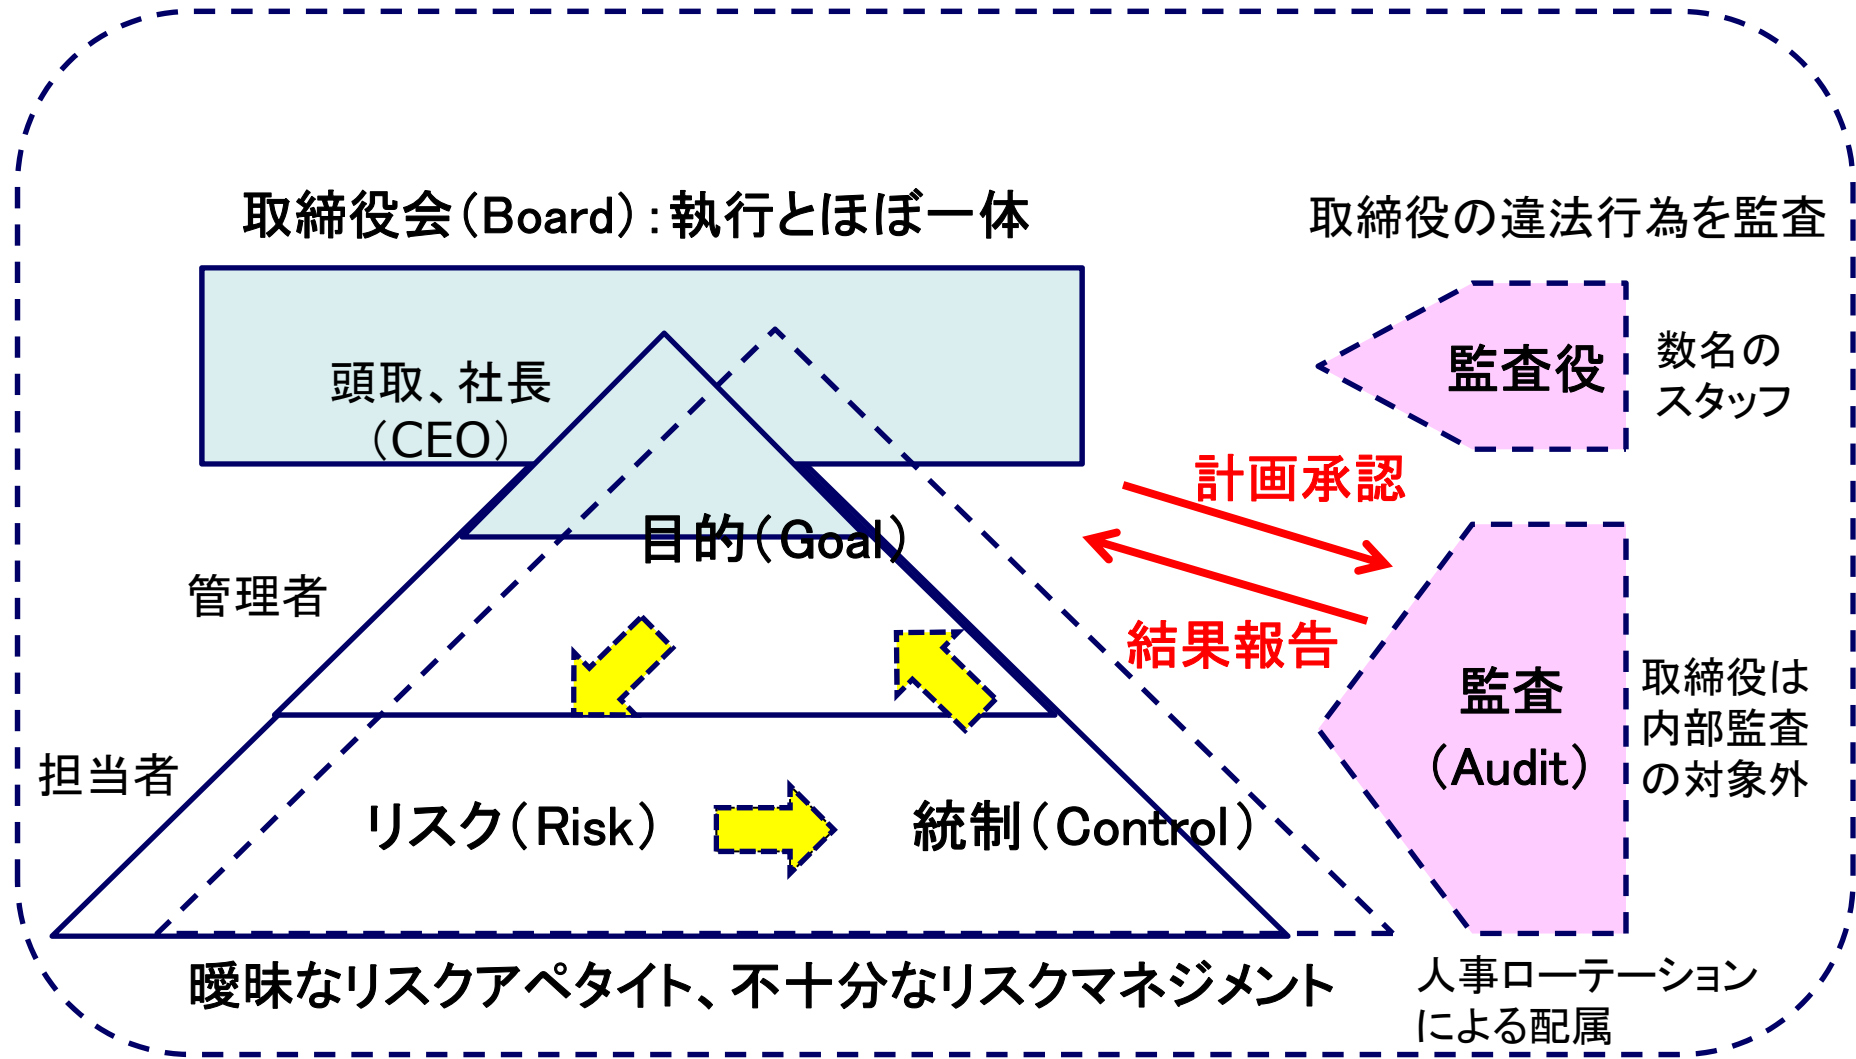 取締役会(Board):執行とほぼ一体
取締役の違法行為を監査
頭取、社長
(CEO)
監査役
数名の
スタッフ
計画承認
目的(Goal)
管理者
結果報告
監査
(Audit)
取締役は
内部監査
の対象外
担当者
リスク(Risk)
統制(Control)
曖昧なリスクアペタイト、不十分なリスクマネジメント
人事ローテーション
による配属